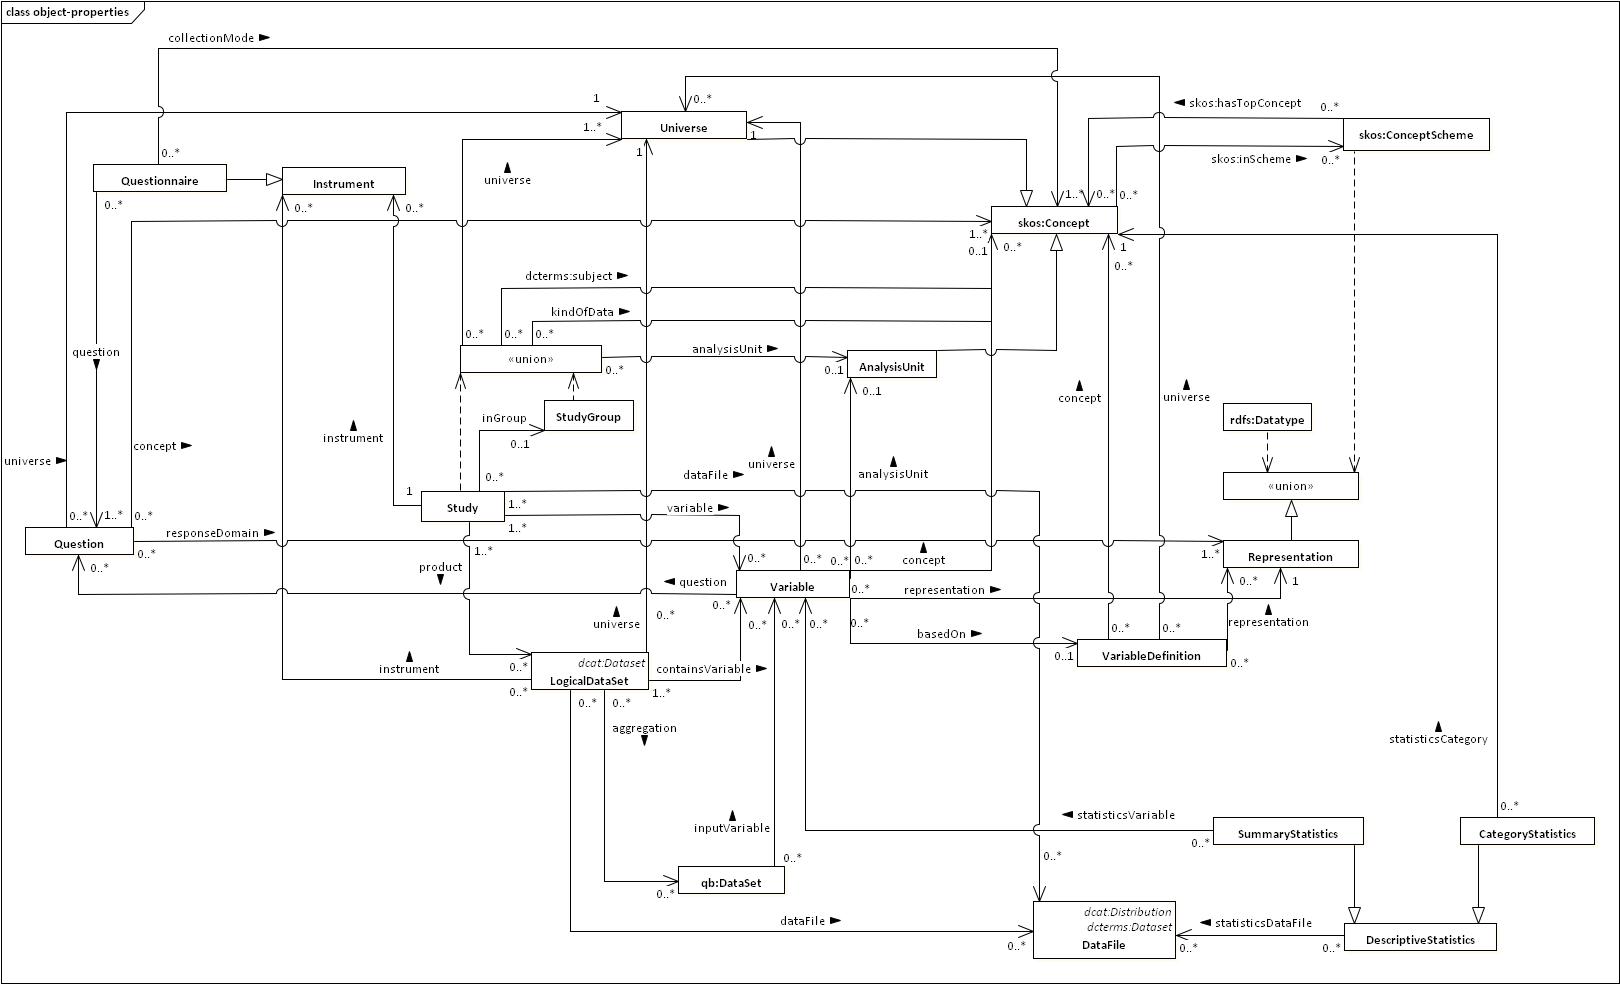 class object-properties
collectionMode ►
1
0..*
◄ skos:hasTopConcept
0..*
Universe
1..*
1
1
skos:ConceptScheme
0..*
skos:inScheme ►
0..*
universe
Questionnaire
Instrument
0..*
0..*
0..*
1..*
0..*
0..*
skos:Concept
1..*
0..1
0..*
1
0..*
dcterms:subject ►
kindOfData ►
0..*
0..*
0..*
question
«union»
analysisUnit ►
0..*
0..1
AnalysisUnit
0..1
concept
universe
inGroup
StudyGroup
0..1
rdfs:Datatype
instrument
concept ►
universe ►
universe
dataFile ►
analysisUnit
0..*
«union»
1
Study
1..*
1..*
variable ►
0..*
1..*
0..*
responseDomain ►
Question
0..*
0..*
1..*
0..*
0..*
0..*
0..*
concept
1..*
Representation
product
◄ question
Variable
0..*
representation ►
0..*
1
0..*
0..*
0..*
0..*
0..*
0..*
universe
representation
basedOn ►
0..*
0..*
0..1
VariableDefinition
0..*
instrument
0..*
dcat:Dataset
LogicalDataSet
containsVariable ►
0..*
1..*
0..*
0..*
aggregation
statisticsCategory
0..*
inputVariable
◄ statisticsVariable
SummaryStatistics
0..*
CategoryStatistics
0..*
0..*
qb:DataSet
0..*
dataFile ►
dcat:Distribution
dcterms:Dataset
DataFile
0..*
◄ statisticsDataFile
0..*
0..*
DescriptiveStatistics